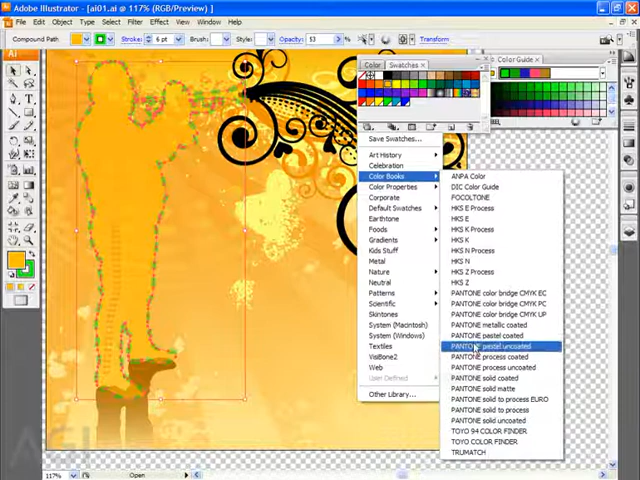 [ai01.ai @ 117% (RGB/Preview) ]
File Edit Object Type Select Filter Effect View Window Help
Compound Path Stroke: 6 pt Brush: Style: Opacity: 53 % Transform
Ai
Color Swatches
Color Guide
Save Swatches...
Art History
Celebration
Color Books
Color Properties
Corporate
Default Swatches
Earthtone
Foods
Gradients
Kids Stuff
Metal
Nature
Neutral
Patterns
Scientific
Skintones
System (Macintosh)
System (Windows)
Textiles
VisiBone2
Web
User Defined
Other Library...
ANPA Color
DIC Color Guide
FOCOLTONE
HKS E Process
HKS E
HKS K Process
HKS K
HKS N Process
HKS N
HKS Z Process
HKS Z
PANTONE color bridge CMYK EC
PANTONE color bridge CMYK PC
PANTONE color bridge CMYK UP
PANTONE metallic coated
PANTONE pastel coated
PANTONE pastel uncoated
PANTONE process coated
PANTONE process uncoated
PANTONE solid coated
PANTONE solid matte
PANTONE solid to process EURO
PANTONE solid to process
PANTONE solid uncoated
TOYO 94 COLOR FINDER
TOYO COLOR FINDER
TRUMATCH
AGI
117% Open